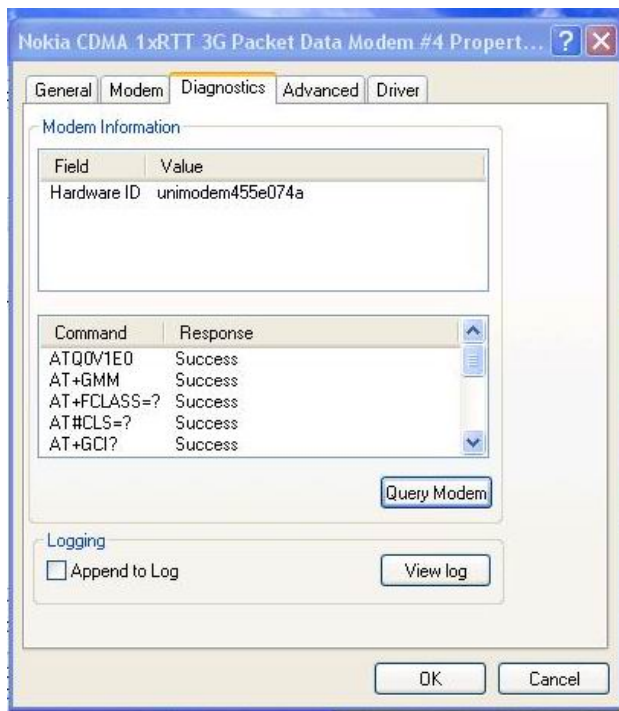 Nokia CDMA 1xRTT 3G Packet Data Modem #4 Propert...
General Modem Diagnostics Advanced Driver
Modem Information
Field Value
Hardware ID unimodem455e074a
Command Response
ATQ0V1E0 Success
AT+GMM Success
AT+FCLASS=? Success
AT#CLS=? Success
AT+GCI? Success
Query Modem
Logging
Append to Log
View log
OK Cancel